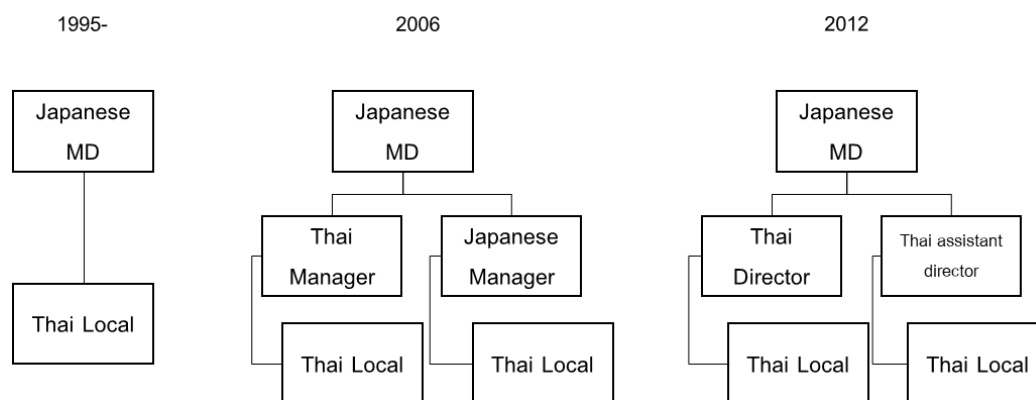 1995-
2006
2012
Japanese
MD
Japanese
MD
Japanese
MD
Thai
Manager
Japanese
Manager
Thai
Director
Thai assistant
director
Thai Local
Thai Local
Thai Local
Thai Local
Thai Local